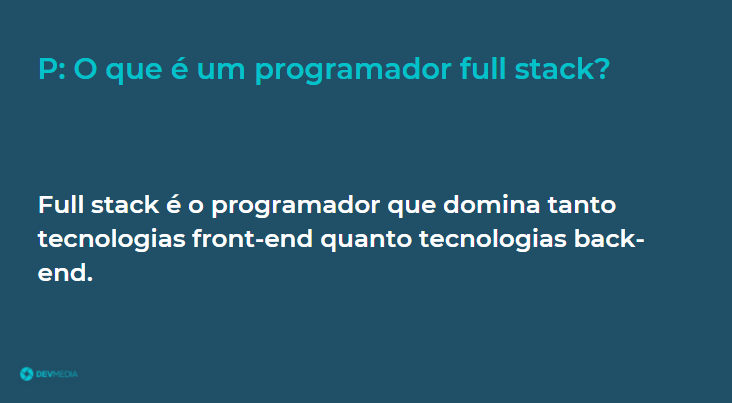 P: O que é um programador full stack?
Full stack é o programador que domina tanto
tecnologias front-end quanto tecnologias back-
end.
DEVMEDIA